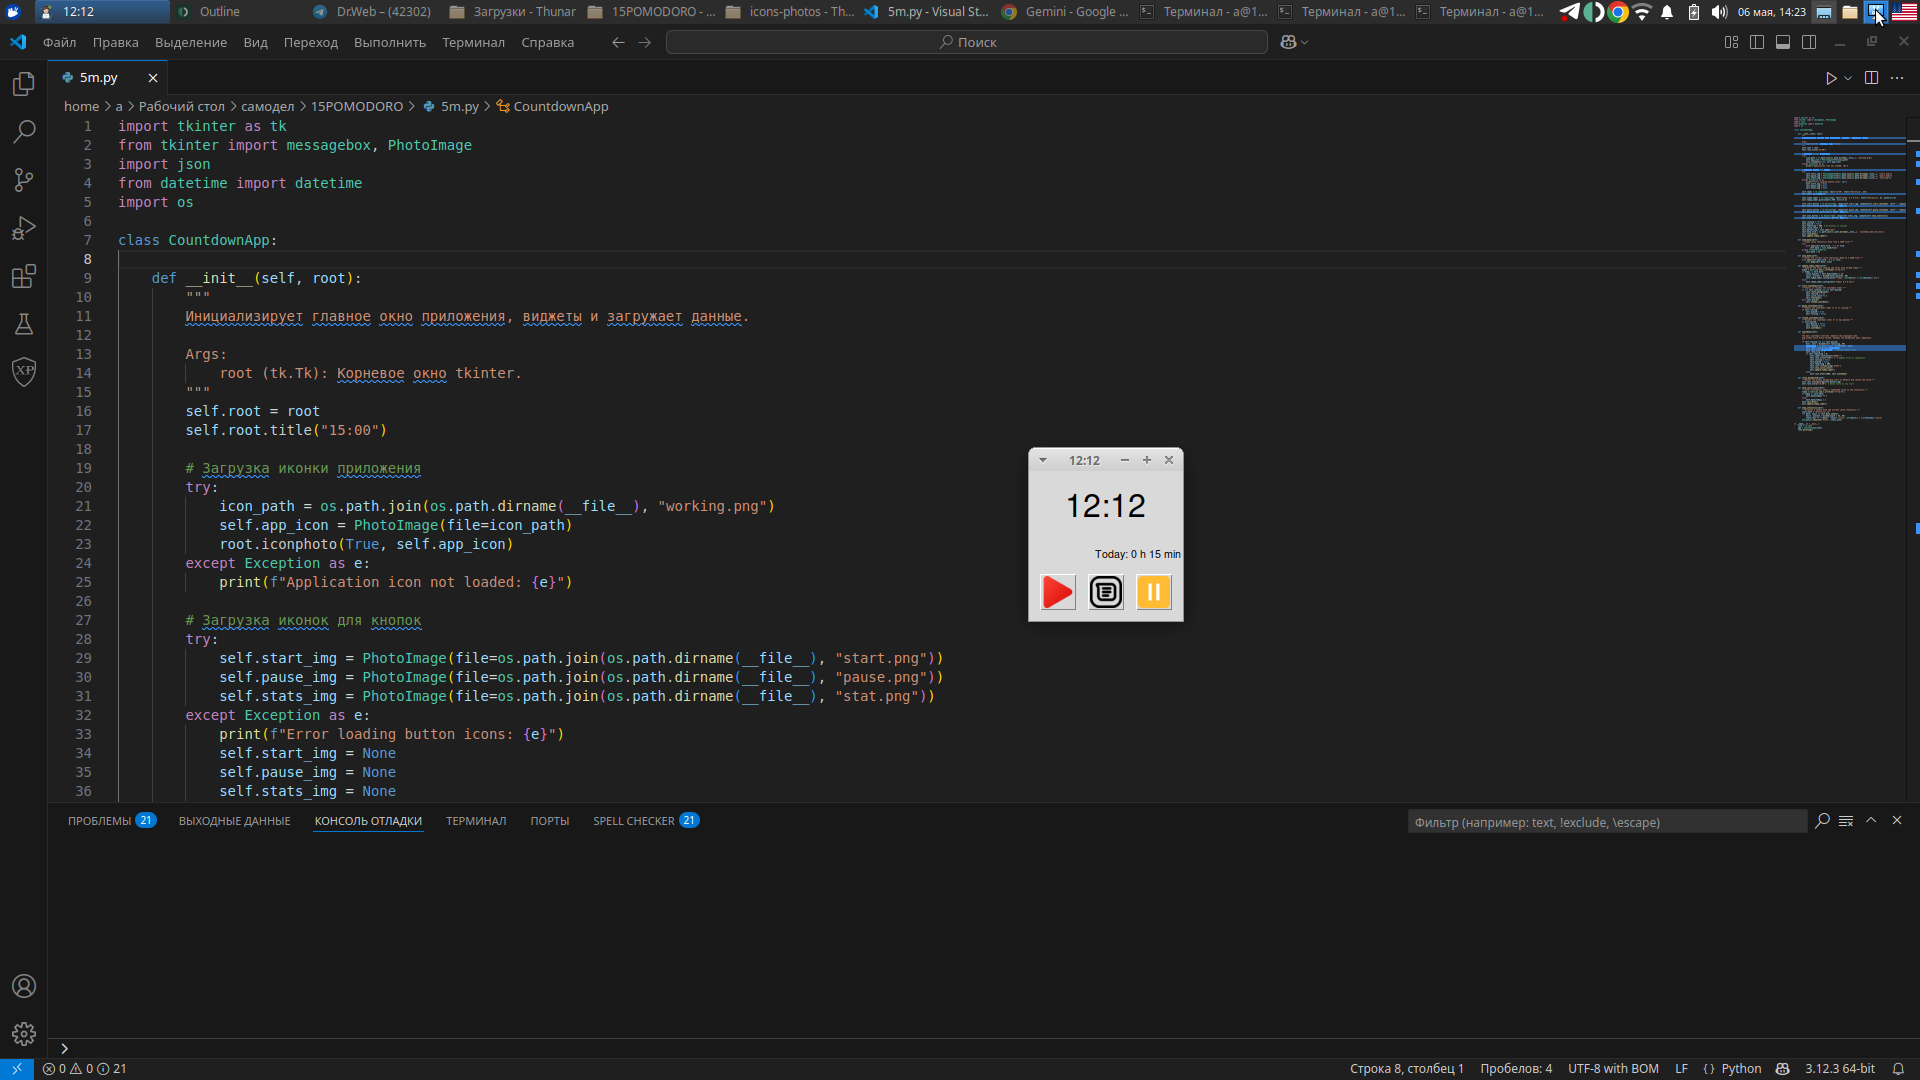 12:12
Outline
Dr.Web – (42302)
Загрузки - Thunar
15POMODORO - ...
icons-photos - Th...
5m.py - Visual St...
Gemini - Google ...
Терминал - a@1...
Терминал - a@1...
Терминал - a@1...
06 мая, 14:23
Файл Правка Выделение Вид Переход Выполнить Терминал Справка
Поиск
5m.py
home > a > Рабочий стол > самодел > 15POMODORO > 5m.py > CountdownApp
1 import tkinter as tk
2 from tkinter import messagebox, PhotoImage
3 import json
4 from datetime import datetime
5 import os
6
7 class CountdownApp:
8
9 def __init__(self, root):
10 """
11 Инициализирует главное окно приложения, виджеты и загружает данные.
12
13 Args:
14 root (tk.Tk): Корневое окно tkinter.
15 """
16 self.root = root
17 self.root.title("15:00")
18
19 # Загрузка иконки приложения
20 try:
21 icon_path = os.path.join(os.path.dirname(__file__), "working.png")
22 self.app_icon = PhotoImage(file=icon_path)
23 root.iconphoto(True, self.app_icon)
24 except Exception as e:
25 print(f"Application icon not loaded: {e}")
26
27 # Загрузка иконок для кнопок
28 try:
29 self.start_img = PhotoImage(file=os.path.join(os.path.dirname(__file__), "start.png"))
30 self.pause_img = PhotoImage(file=os.path.join(os.path.dirname(__file__), "pause.png"))
31 self.stats_img = PhotoImage(file=os.path.join(os.path.dirname(__file__), "stat.png"))
32 except Exception as e:
33 print(f"Error loading button icons: {e}")
34 self.start_img = None
35 self.pause_img = None
36 self.stats_img = None
12:12
12:12
Today: 0 h 15 min
ПРОБЛЕМЫ 21 ВЫХОДНЫЕ ДАННЫЕ КОНСОЛЬ ОТЛАДКИ ТЕРМИНАЛ ПОРТЫ SPELL CHECKER 21
Фильтр (например: text, !exclude, \escape)
0 0 21
Строка 8, столбец 1 Пробелов: 4 UTF-8 with BOM LF {} Python 3.12.3 64-bit
XP